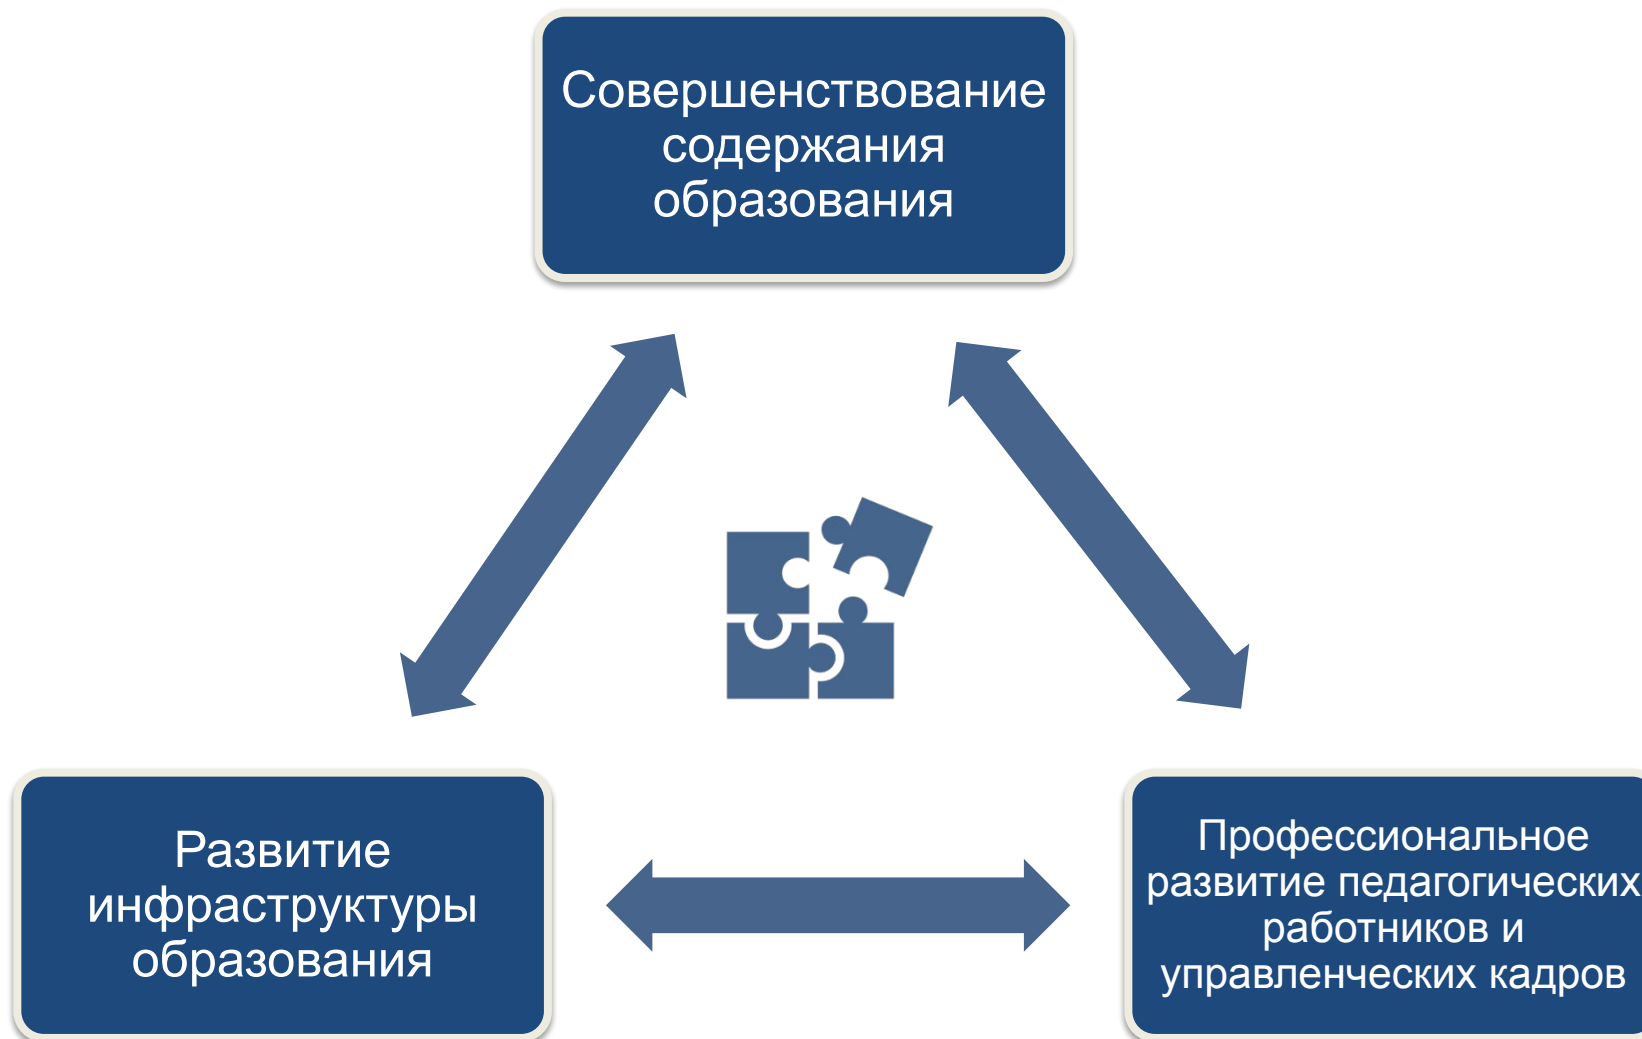 Совершенствование
содержания
образования
Развитие
инфраструктуры
образования
Профессиональное
развитие педагогических
работников и
управленческих кадров